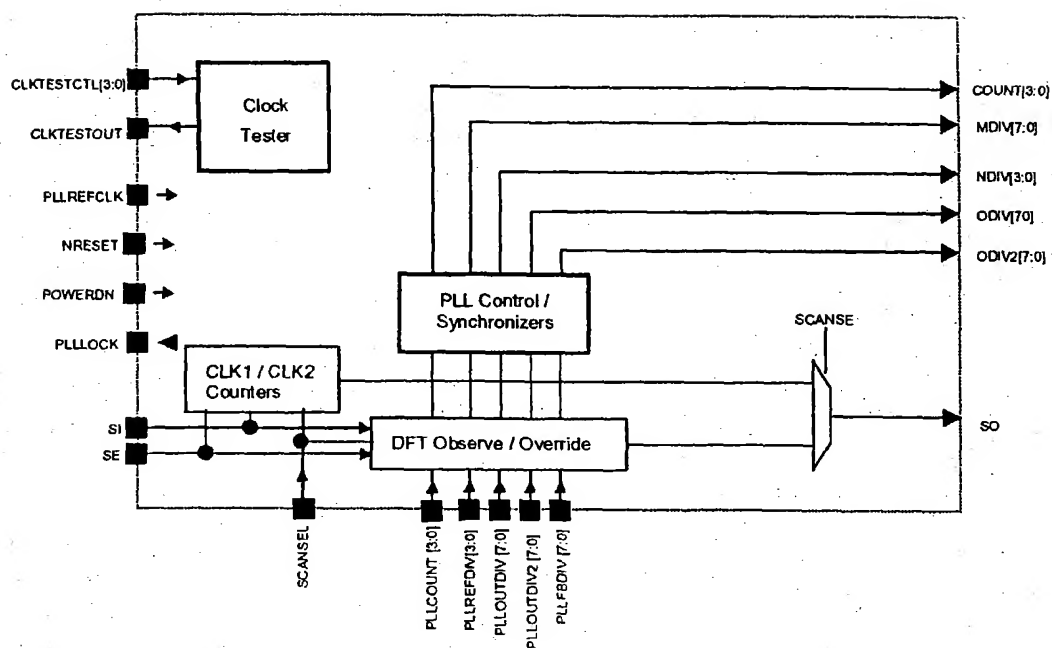 CLKTESTCTL[3:0]
CLKTESTOUT
PLLREFCLK
NRESET
POWERDN
PLLLOCK
SI
SE
Clock
Tester
COUNT[3:0]
MDIV[7:0]
NDIV[3:0]
ODIV[70]
ODIV2[7:0]
PLL Control /
Synchronizers
SCANSE
CLK1 / CLK2
Counters
DFT Observe / Override
SO
SCANSEL
PLLCOUNT [3:0]
PLLREFDIV[3:0]
PLLOUTDIV [7:0]
PLLOUTDIV2 [7:0]
PLLFBDIV [7:0]